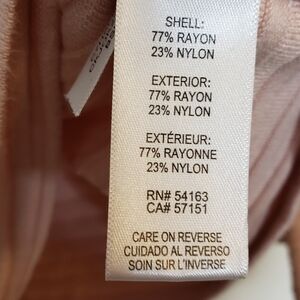 SHELL:
77% RAYON
23% NYLON
EXTERIOR:
77% RAYON
23% NYLON
EXTÉRIEUR:
77% RAYONNE
23% NYLON
RN# 54163
CA# 57151
CARE ON REVERSE
CUIDADO AL REVERSO
SOIN SUR L'INVERSE